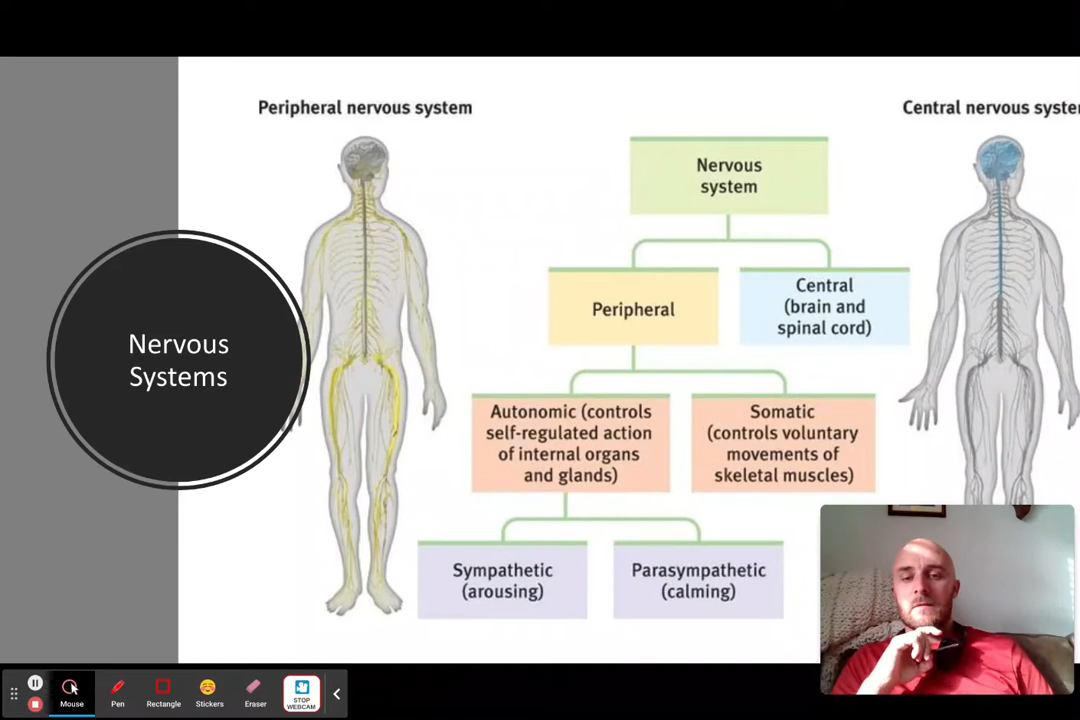 Peripheral nervous system
Central nervous syste
Nervous
system
Peripheral
Central
(brain and
spinal cord)
Nervous
Systems
Autonomic (controls
self-regulated action
of internal organs
and glands)
Somatic
(controls voluntary
movements of
skeletal muscles)
Sympathetic
(arousing)
Parasympathetic
(calming)
Mouse
Pen
Rectangle
Stickers
Eraser
STOP
WEBCAM